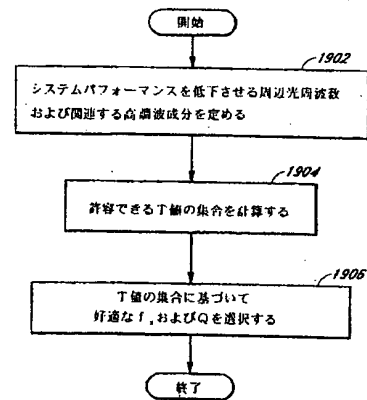 開始
1902
システムパフォーマンスを低下させる周辺光周波数
および関連する高調波成分を定める
1904
許容できるT値の集合を計算する
1906
T値の集合に基づいて
好適なfsおよびQを選択する
終了